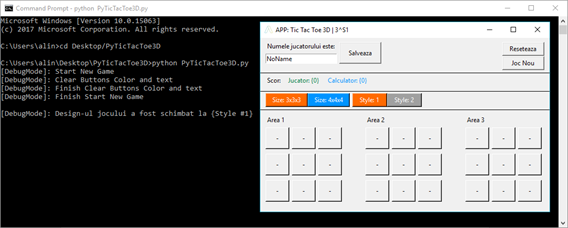 Command Prompt - python PyTicTacToe3D.py
Microsoft Windows [Version 10.0.15063]
(c) 2017 Microsoft Corporation. All rights reserved.
C:\Users\alin>cd Desktop/PyTicTacToe3D
C:\Users\alin\Desktop\PyTicTacToe3D>python PyTicTacToe3D.py
[DebugMode]: Start New Game
[DebugMode]: Clear Buttons Color and text
[DebugMode]: Finish Clear Buttons Color and text
[DebugMode]: Finish Start New Game
[DebugMode]: Design-ul jocului a fost schimbat la {Style #1}
APP: Tic Tac Toe 3D | 3^S1
Numele jucatorului este:
NoName
Salveaza
Reseteaza
Joc Nou
Scor: Jucator: (0) Calculator: (0)
Size: 3x3x3 Size: 4x4x4 Style: 1 Style: 2
Area 1 Area 2 Area 3
- - - - - - - - -
- - - - - - - - -
- - - - - - - - -